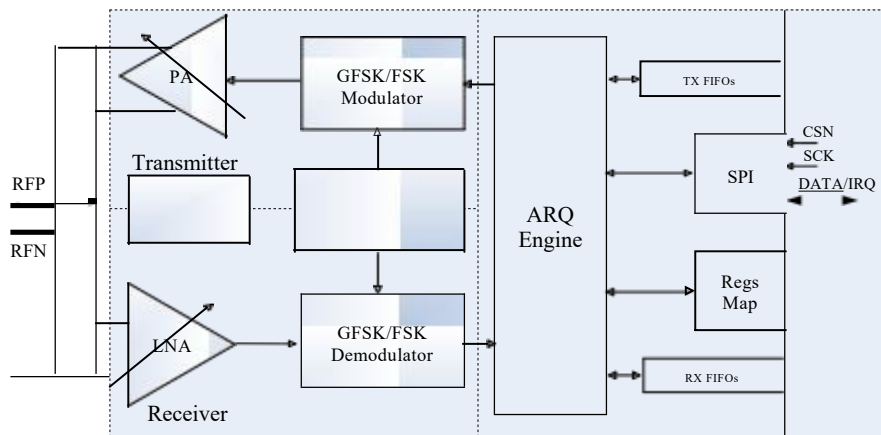 PA
GFSK/FSK
Modulator
TX FIFOs
Transmitter
CSN
SCK
DATA/IRQ
SPI
RFP
RFN
ARQ
Engine
Regs
Map
LNA
GFSK/FSK
Demodulator
RX FIFOs
Receiver